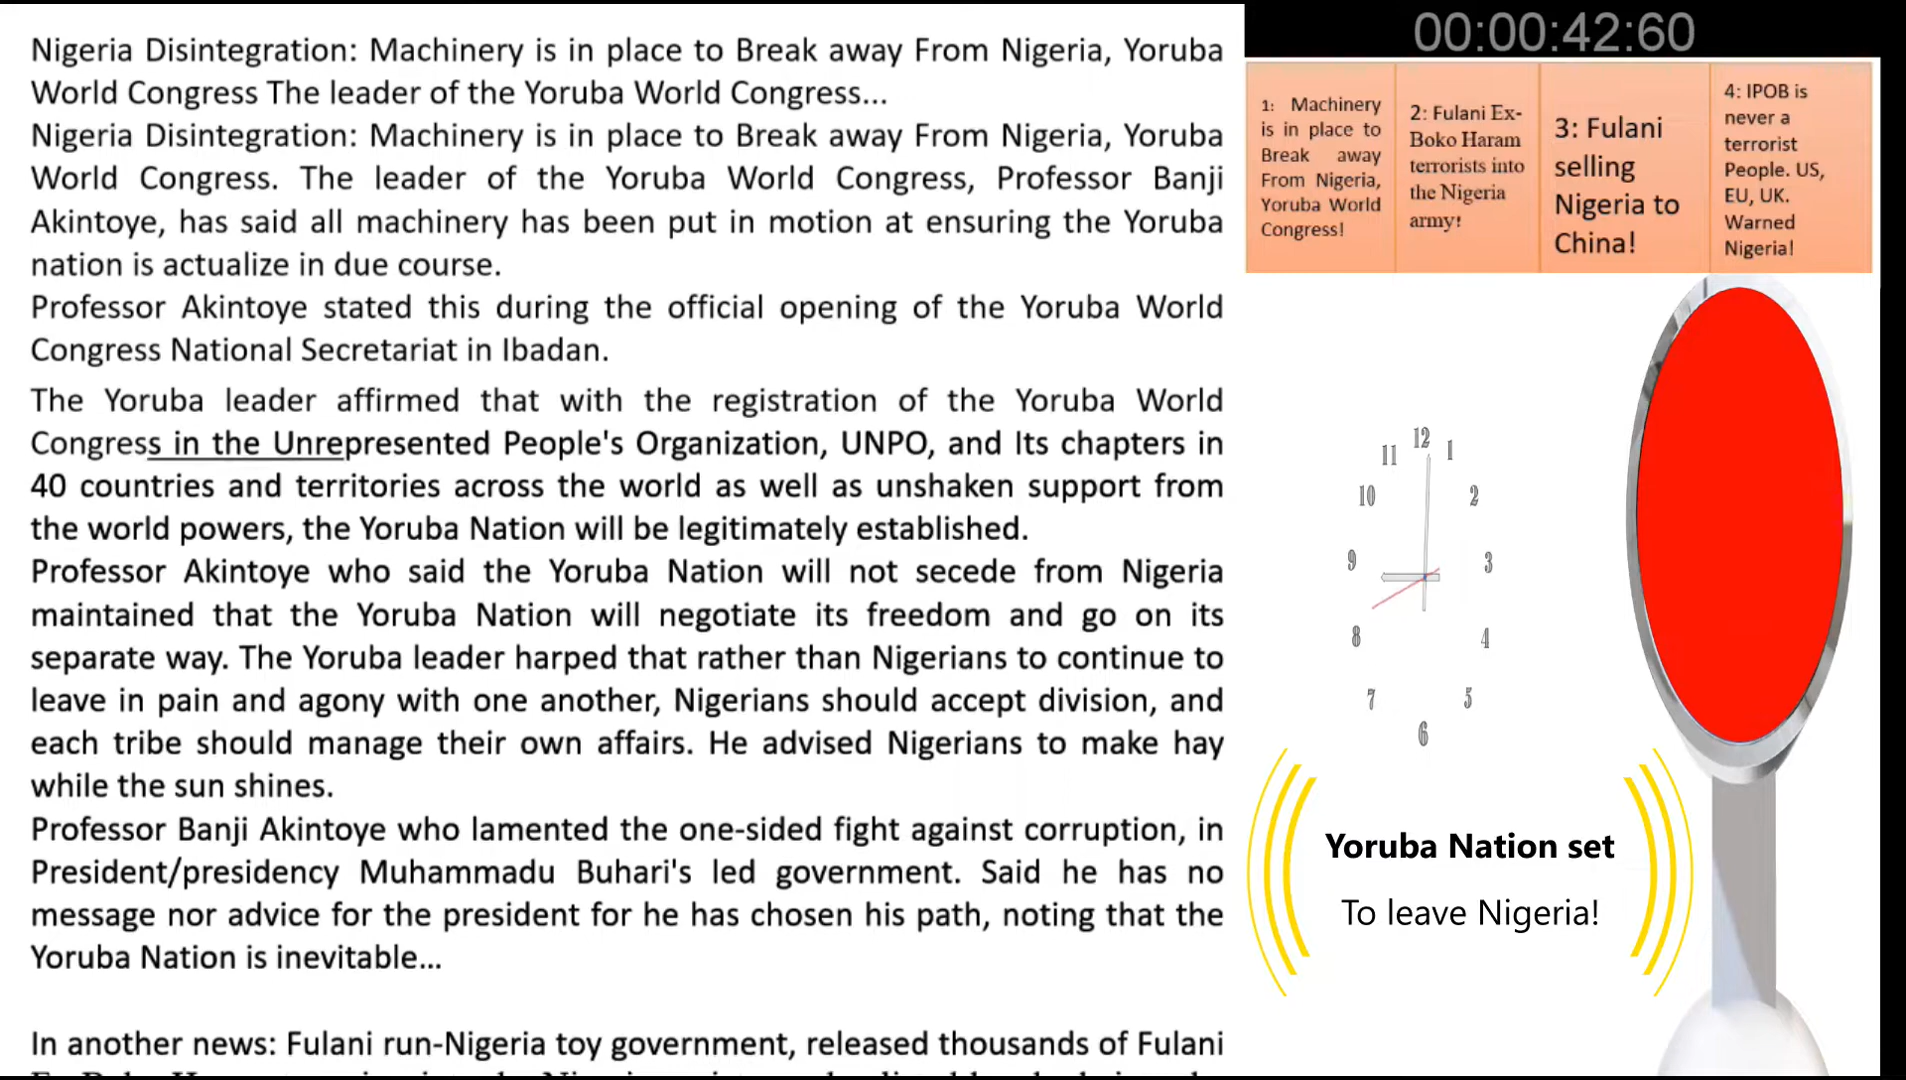 Nigeria Disintegration: Machinery is in place to Break away From Nigeria, Yoruba
World Congress The leader of the Yoruba World Congress...
Nigeria Disintegration: Machinery is in place to Break away From Nigeria, Yoruba
World Congress. The leader of the Yoruba World Congress, Professor Banji
Akintoye, has said all machinery has been put in motion at ensuring the Yoruba
nation is actualize in due course.
Professor Akintoye stated this during the official opening of the Yoruba World
Congress National Secretariat in Ibadan.
The Yoruba leader affirmed that with the registration of the Yoruba World
Congress in the Unrepresented People's Organization, UNPO, and Its chapters in
40 countries and territories across the world as well as unshaken support from
the world powers, the Yoruba Nation will be legitimately established.
Professor Akintoye who said the Yoruba Nation will not secede from Nigeria
maintained that the Yoruba Nation will negotiate its freedom and go on its
separate way. The Yoruba leader harped that rather than Nigerians to continue to
leave in pain and agony with one another, Nigerians should accept division, and
each tribe should manage their own affairs. He advised Nigerians to make hay
while the sun shines.
Professor Banji Akintoye who lamented the one-sided fight against corruption, in
President/presidency Muhammadu Buhari's led government. Said he has no
message nor advice for the president for he has chosen his path, noting that the
Yoruba Nation is inevitable...
In another news: Fulani run-Nigeria toy government, released thousands of Fulani
00:00:42:60
1: Machinery
is in place to
Break away
From Nigeria,
Yoruba World
Congress!
2: Fulani Ex-
Boko Haram
terrorists into
the Nigeria
army!
3: Fulani
selling
Nigeria to
China!
4: IPOB is
never a
terrorist
People. US,
EU, UK.
Warned
Nigeria!
12
11
1
10
2
9
3
8
4
7
5
6
Yoruba Nation set
To leave Nigeria!